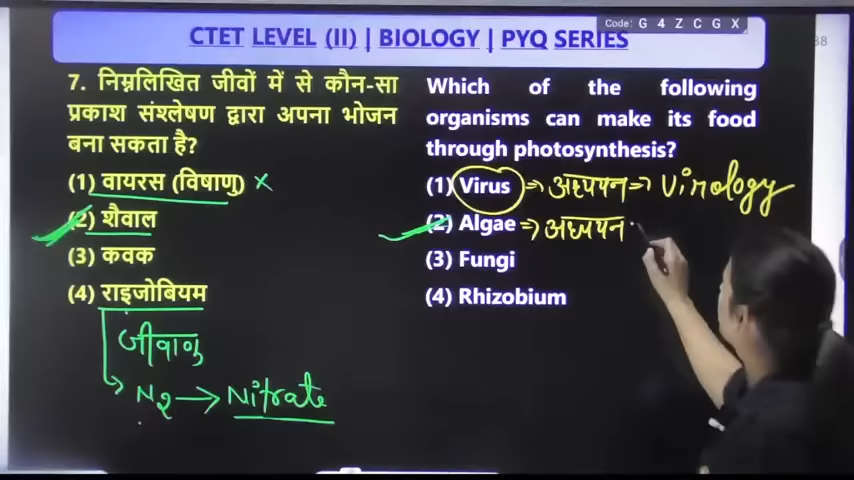 Code: G 4 Z C G X
CTET LEVEL (II) | BIOLOGY | PYQ SERIES
38
7. निम्नलिखित जीवों में से कौन-सा
प्रकाश संश्लेषण द्वारा अपना भोजन
बना सकता है?
(1) वायरस (विषाणु) ×
(2) शैवाल
(3) कवक
(4) राइजोबियम
जीवाणु
N2 → Nitrate
Which of the following
organisms can make its food
through photosynthesis?
(1) Virus ⇒ अध्ययन ⇒ Virology
(2) Algae ⇒ अध्ययन
(3) Fungi
(4) Rhizobium